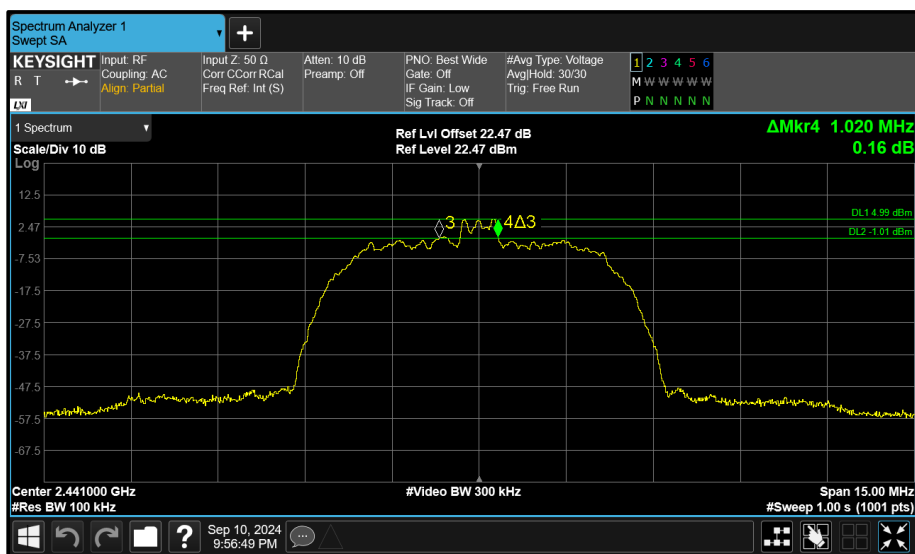 Spectrum Analyzer 1
Swept SA
KEYSIGHT
R T
LXI
Input: RF
Coupling: AC
Align: Partial
Input Z: 50 Ω
Corr CCorr RCal
Freq Ref: Int (S)
Atten: 10 dB
Preamp: Off
PNO: Best Wide
Gate: Off
IF Gain: Low
Sig Track: Off
#Avg Type: Voltage
Avg|Hold: 30/30
Trig: Free Run
1 2 3 4 5 6
M W W W W W
P N N N N N
1 Spectrum
Scale/Div 10 dB
Ref Lvl Offset 22.47 dB
Ref Level 22.47 dBm
ΔMkr4 1.020 MHz
0.16 dB
Log
12.5
2.47
-7.53
-17.5
-27.5
-37.5
-47.5
-57.5
-67.5
3
4Δ3
DL1 4.99 dBm
DL2 -1.01 dBm
Center 2.441000 GHz
#Res BW 100 kHz
#Video BW 300 kHz
Span 15.00 MHz
#Sweep 1.00 s (1001 pts)
?
Sep 10, 2024
9:56:49 PM